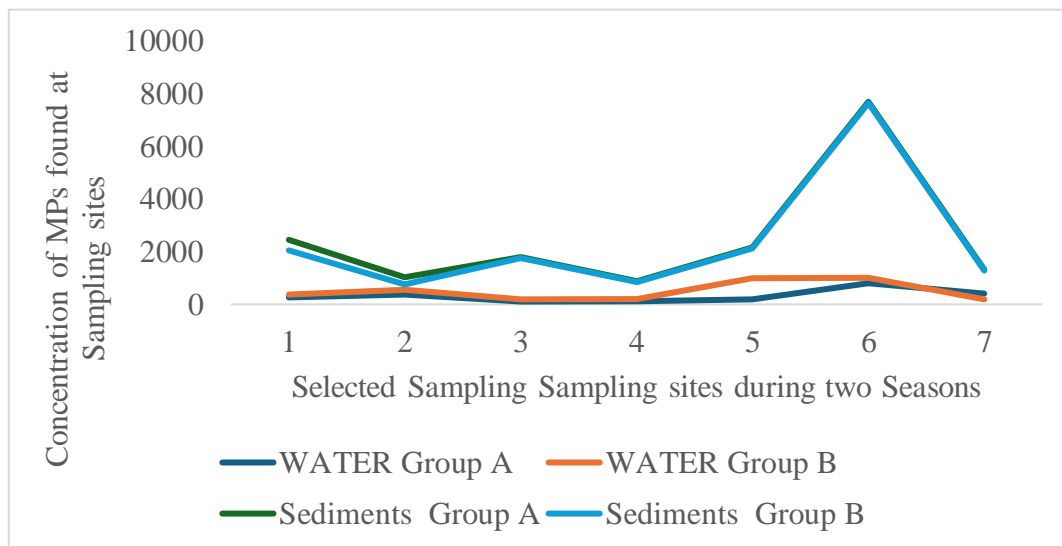 Concentration of MPs found at
Sampling sites
10000
8000
6000
4000
2000
0
1 2 3 4 5 6 7
Selected Sampling Sampling sites during two Seasons
WATER Group A WATER Group B
Sediments Group A Sediments Group B